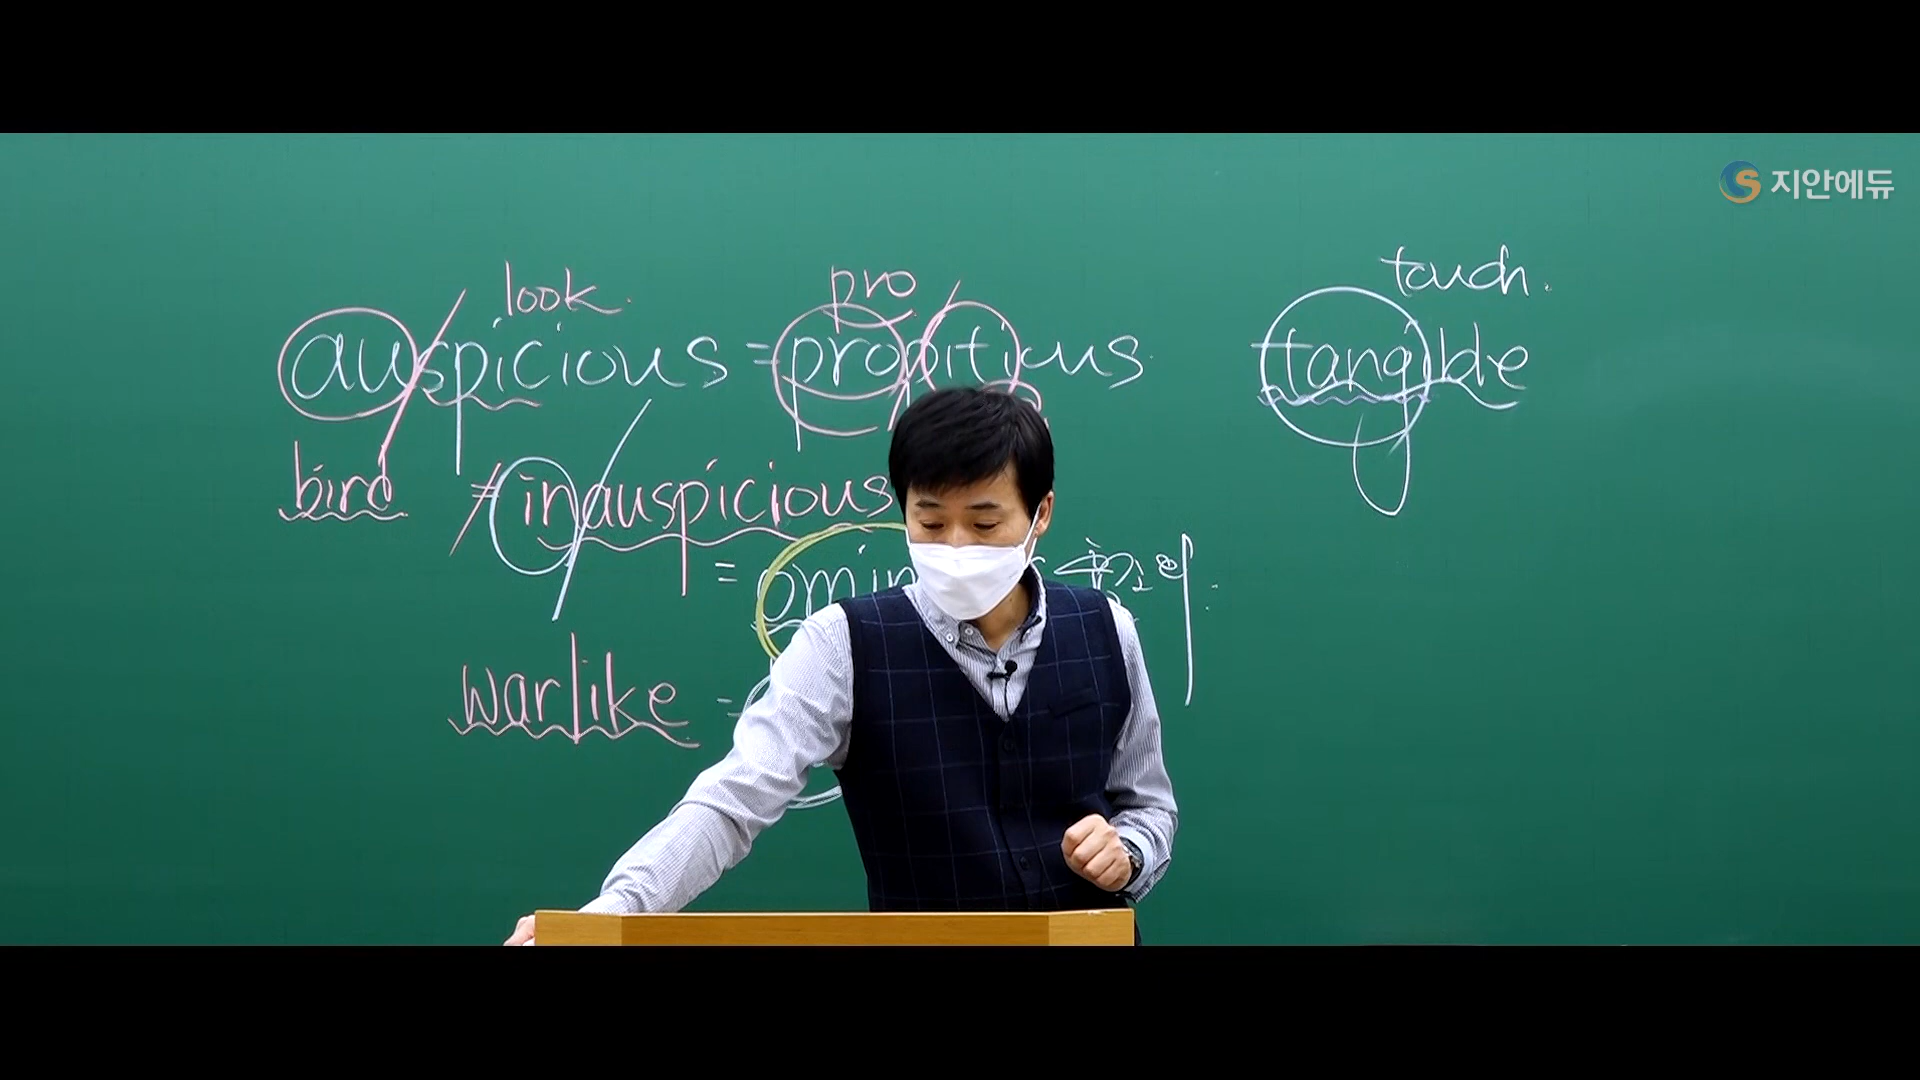 지안에듀
look. pro touch.
auspicious = propitious. tangible
bird ≠ inauspicious
= omin
warlike =